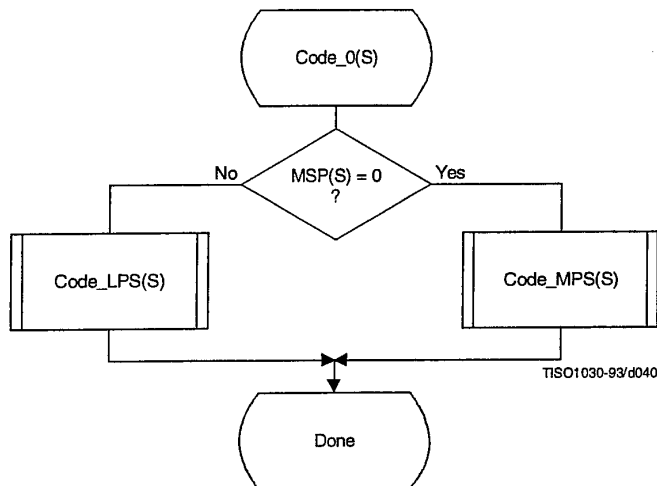 Code_0(S)
MSP(S) = 0
?
No
Yes
Code_LPS(S)
Code_MPS(S)
TISO1030-93/d040
Done